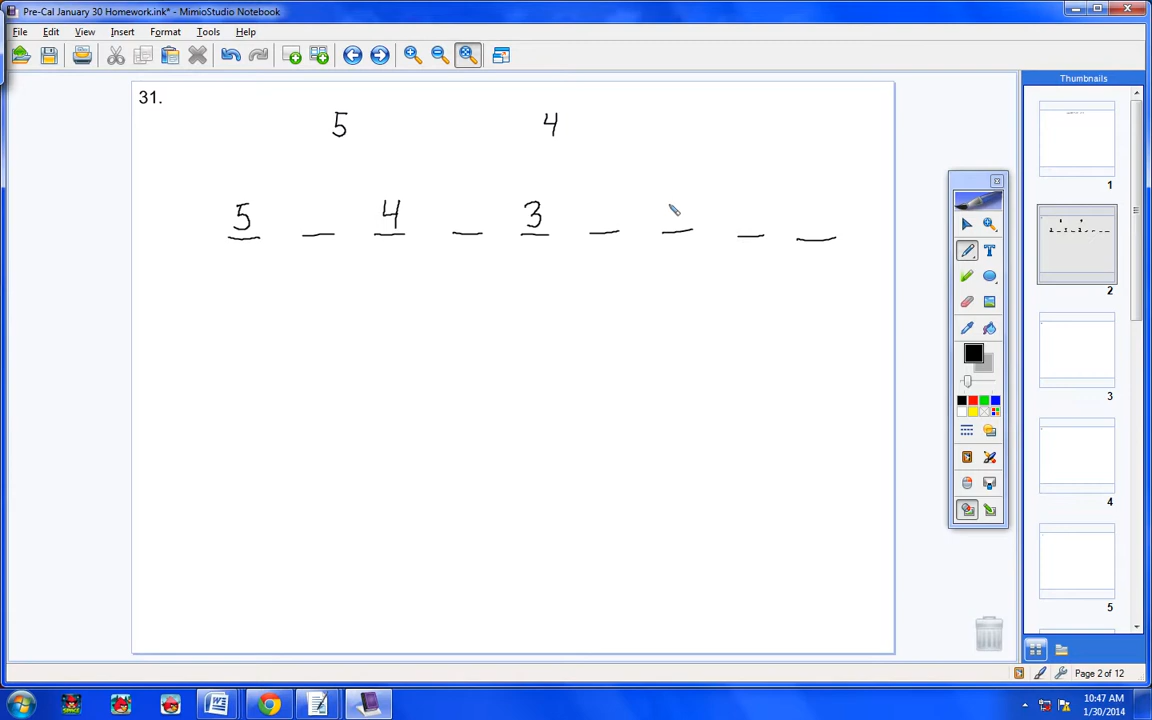 Pre-Cal January 30 Homework.ink* - MimioStudio Notebook
File Edit View Insert Format Tools Help
Thumbnails
31.
5 4
5 _ 4 _ 3 _ _ _ _
1
2
3
4
5
T
Page 2 of 12
W
10:47 AM
1/30/2014